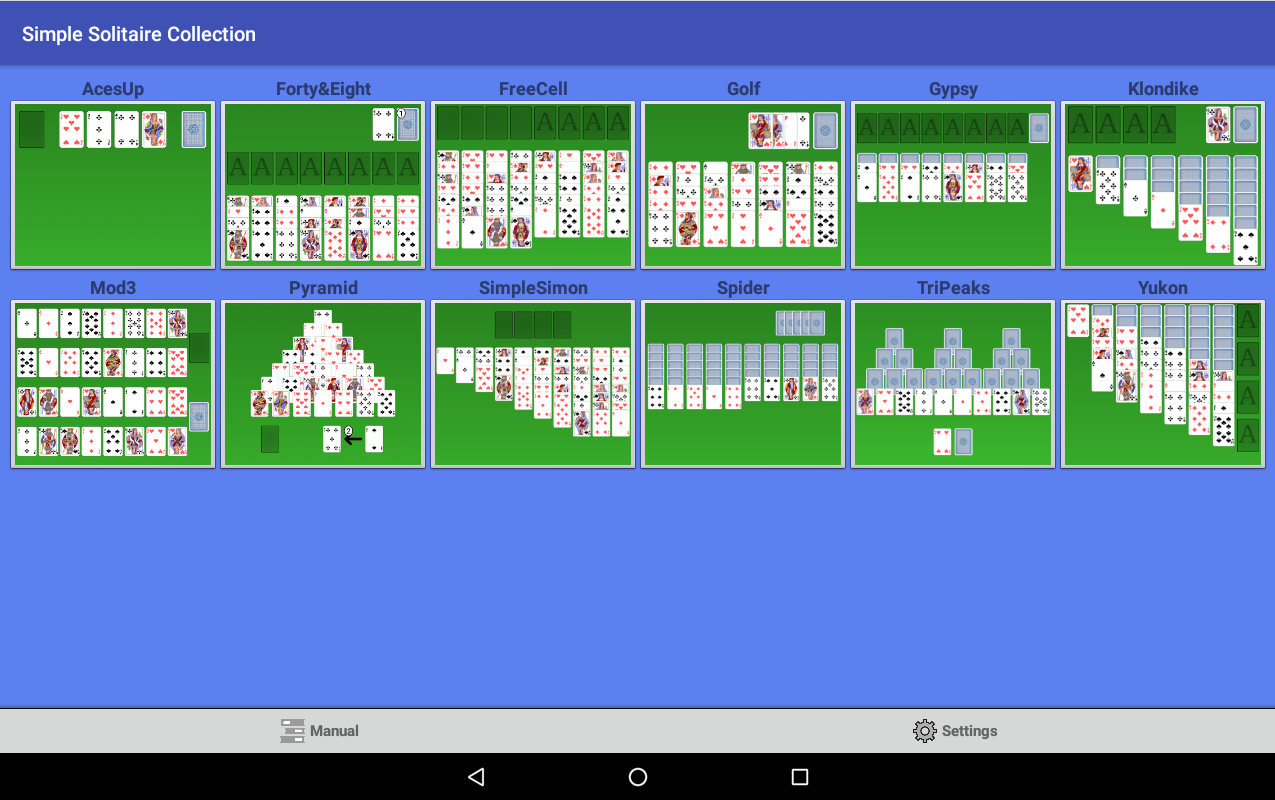 Simple Solitaire Collection
AcesUp Forty&Eight FreeCell Golf Gypsy Klondike
Mod3 Pyramid SimpleSimon Spider TriPeaks Yukon
Manual Settings